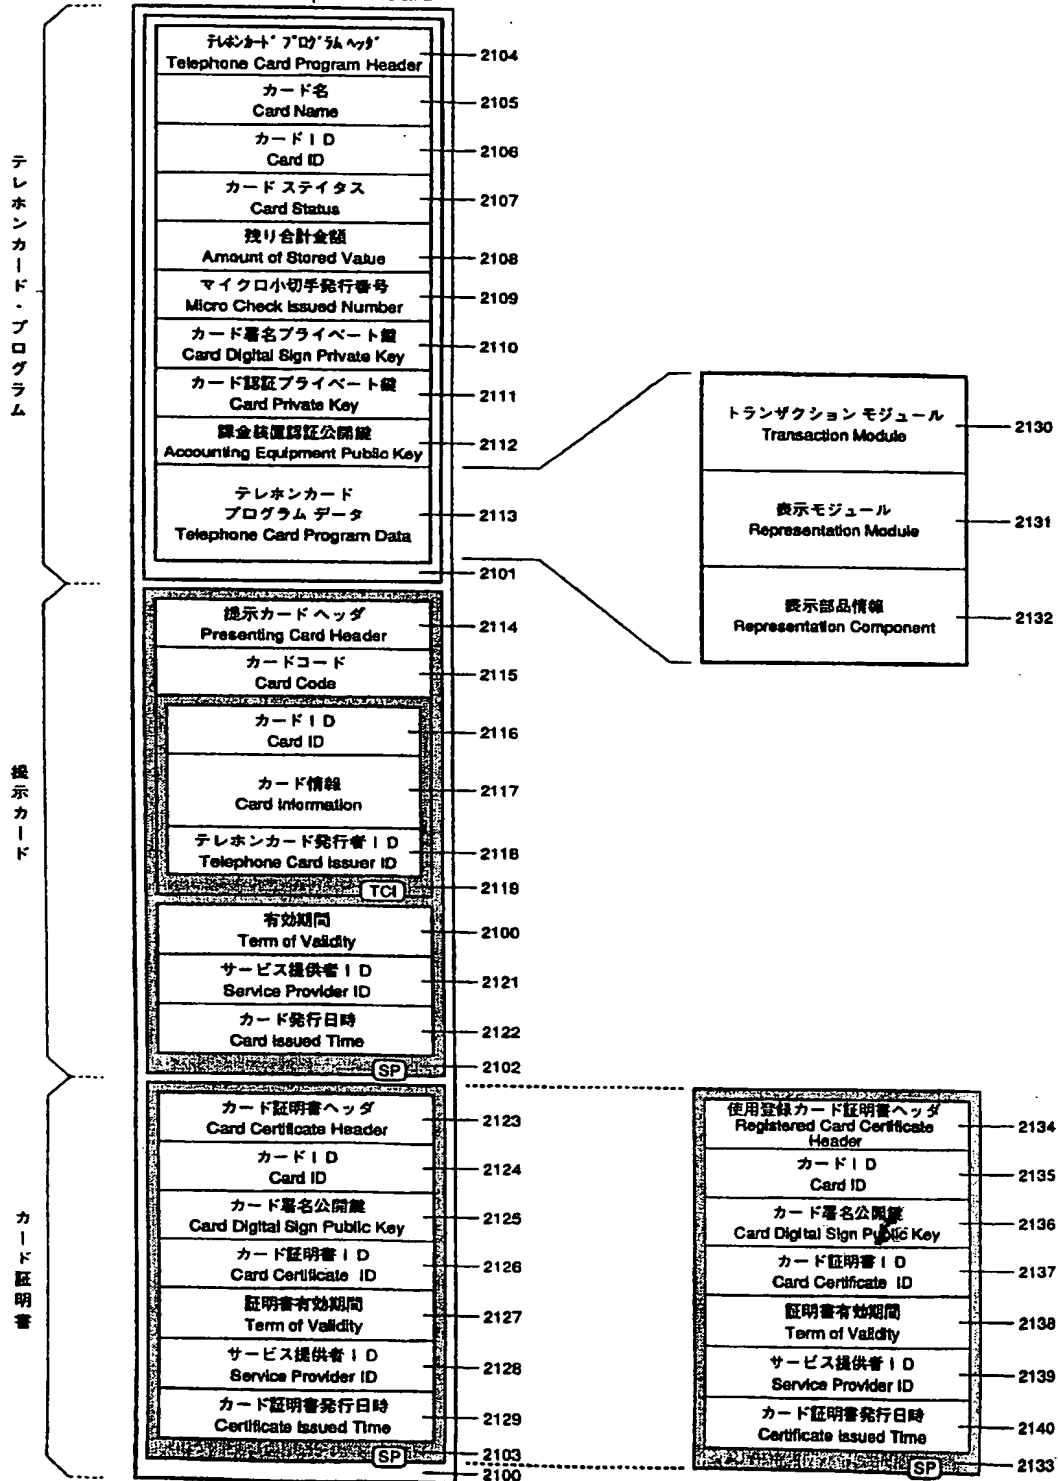 テレホンカード プログラム ヘッダ
Telephone Card Program Header
2104
カード名
Card Name
2105
カードID
Card ID
2106
カード ステイタス
Card Status
2107
残り合計金額
Amount of Stored Value
2108
マイクロ小切手発行番号
Micro Check Issued Number
2109
カード署名プライベート鍵
Card Digital Sign Private Key
2110
カード認証プライベート鍵
Card Private Key
2111
課金装置認証公開鍵
Accounting Equipment Public Key
2112
テレホンカード
プログラム データ
Telephone Card Program Data
2113
2101
テレホンカード・プログラム
トランザクション モジュール
Transaction Module
2130
表示モジュール
Representation Module
2131
表示部品情報
Representation Component
2132
提示カード ヘッダ
Presenting Card Header
2114
カードコード
Card Code
2115
カードID
Card ID
2116
カード情報
Card Information
2117
テレホンカード発行者ID
Telephone Card Issuer ID
2118
TCI
2119
有効期間
Term of Validity
2100
サービス提供者ID
Service Provider ID
2121
カード発行日時
Card Issued Time
2122
SP
2102
提示カード
カード証明書ヘッダ
Card Certificate Header
2123
カードID
Card ID
2124
カード署名公開鍵
Card Digital Sign Public Key
2125
カード証明書ID
Card Certificate ID
2126
証明書有効期間
Term of Validity
2127
サービス提供者ID
Service Provider ID
2128
カード証明書発行日時
Certificate Issued Time
2129
SP
2103
2100
カード証明書
使用登録カード証明書ヘッダ
Registered Card Certificate
Header
2134
カードID
Card ID
2135
カード署名公開鍵
Card Digital Sign Public Key
2136
カード証明書ID
Card Certificate ID
2137
証明書有効期間
Term of Validity
2138
サービス提供者ID
Service Provider ID
2139
カード証明書発行日時
Certificate Issued Time
2140
SP
2133